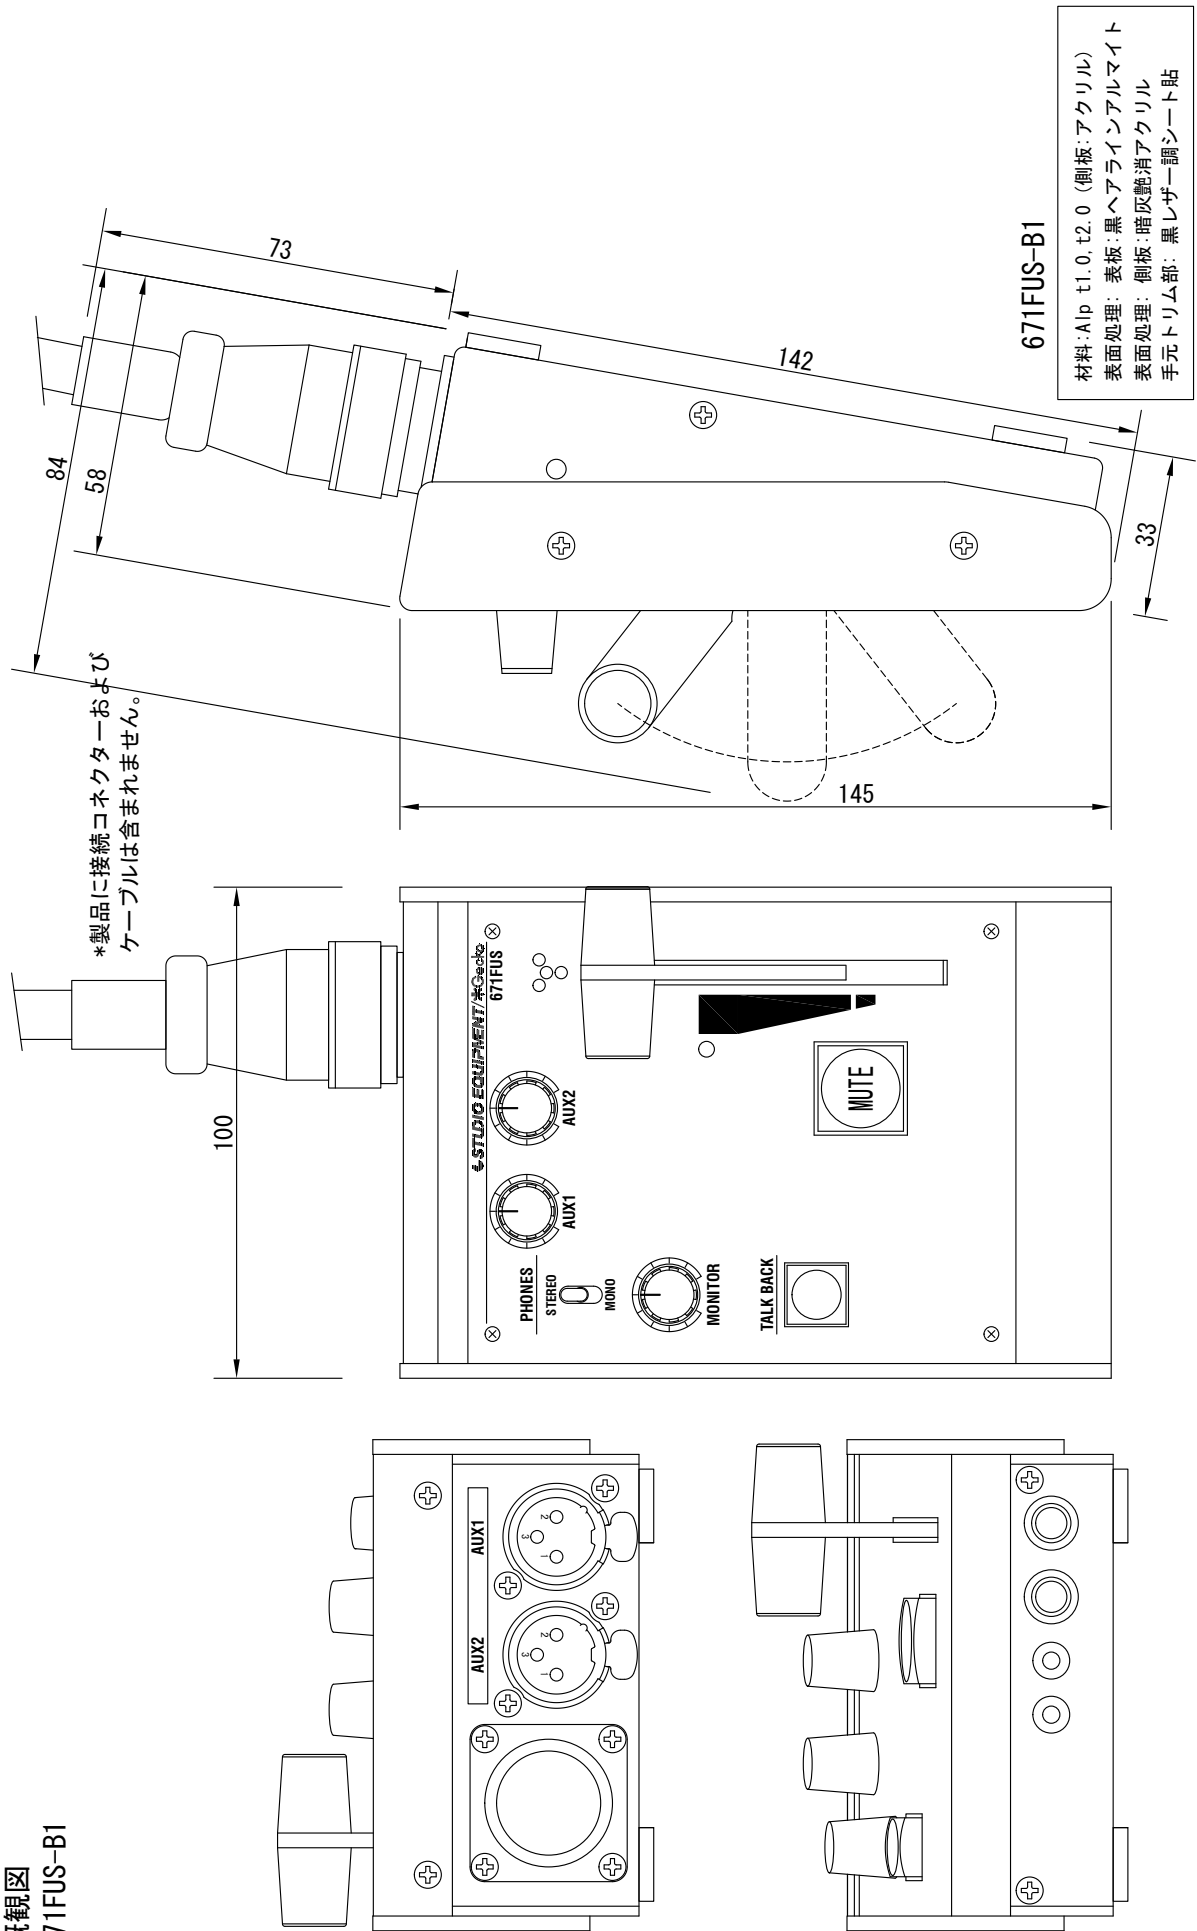 概観図
671FUS-B1
*製品に接続コネクターおよび
ケーブルは含まれません。
100
84
58
73
142
33
145
STUDIO EQUIPMENT/Gecko
671FUS
PHONES
STEREO
MONO
AUX1
AUX2
MONITOR
TALK BACK
MUTE
AUX2
AUX1
1
2
3
1
2
3
671FUS-B1
材料:Alp t1.0,t2.0 (側板:アクリル)
表面処理: 表板:黒ヘアラインアルマイト
表面処理: 側板:暗灰艶消アクリル
手元トリム部: 黒レザー調シート貼